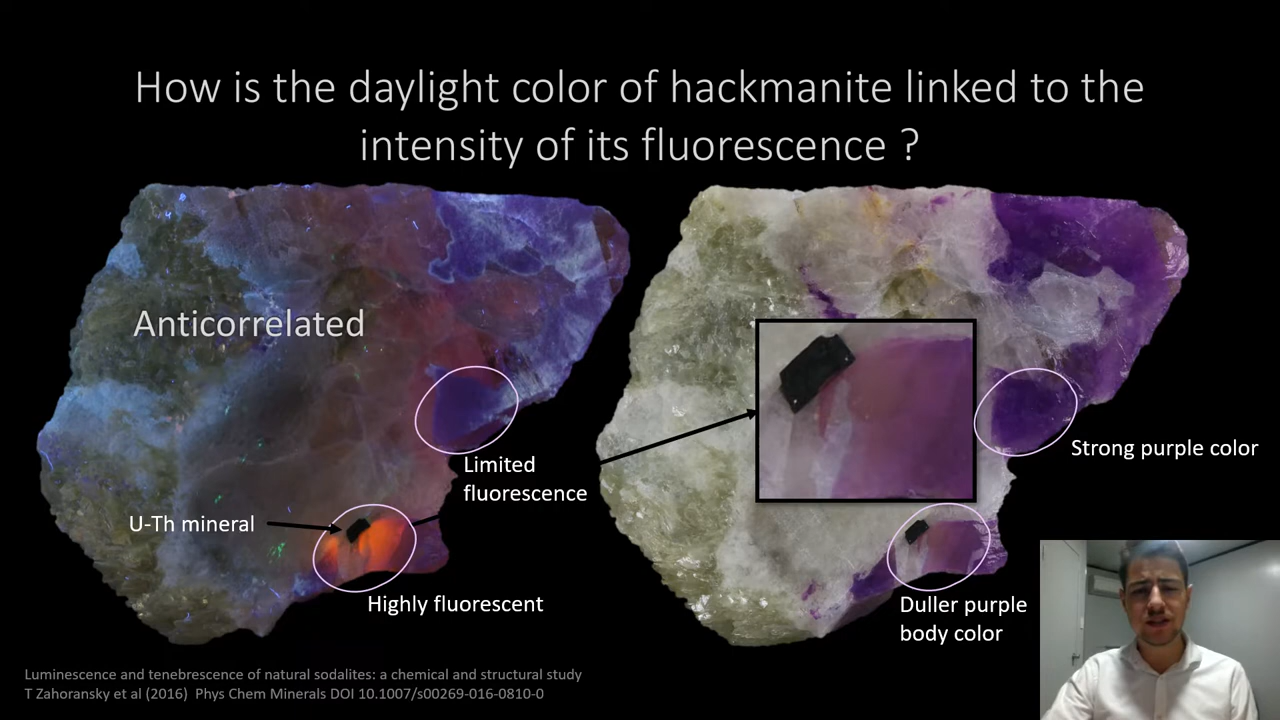 How is the daylight color of hackmanite linked to the
intensity of its fluorescence ?
Anticorrelated
Limited
fluorescence
Strong purple color
U-Th mineral
Highly fluorescent
Duller purple
body color
Luminescence and tenebrescence of natural sodalites: a chemical and structural study
T Zahoransky et al (2016) Phys Chem Minerals DOI 10.1007/s00269-016-0810-0